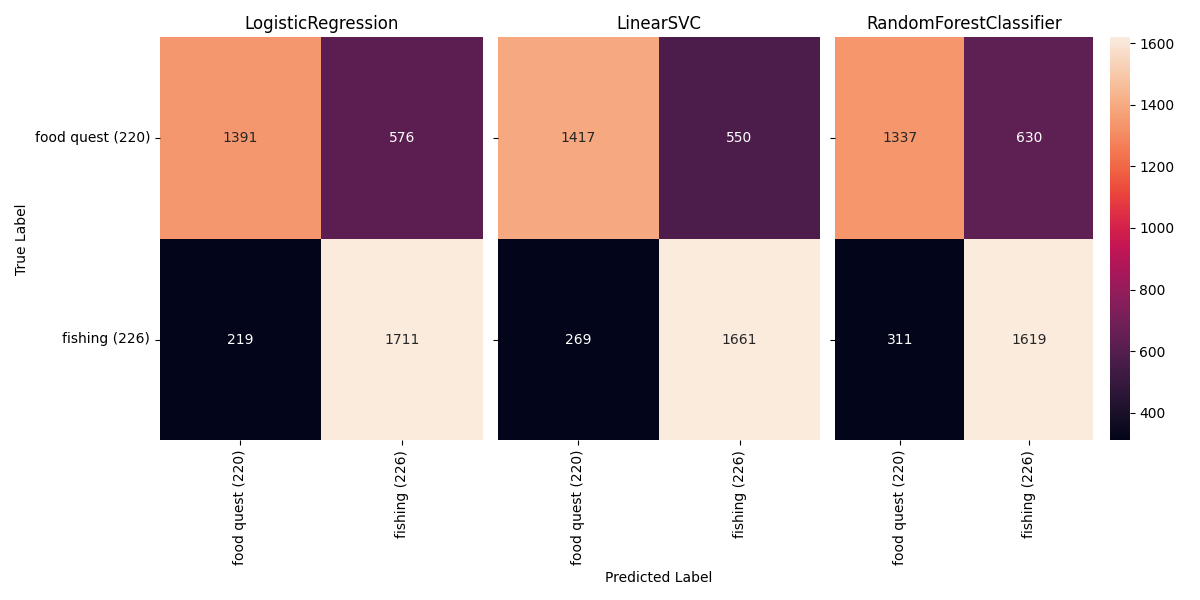 LogisticRegression
LinearSVC
RandomForestClassifier
food quest (220)
1391
576
1417
550
1337
630
fishing (226)
219
1711
269
1661
311
1619
True Label
food quest (220)
fishing (226)
food quest (220)
fishing (226)
food quest (220)
fishing (226)
Predicted Label
1600
1400
1200
1000
800
600
400